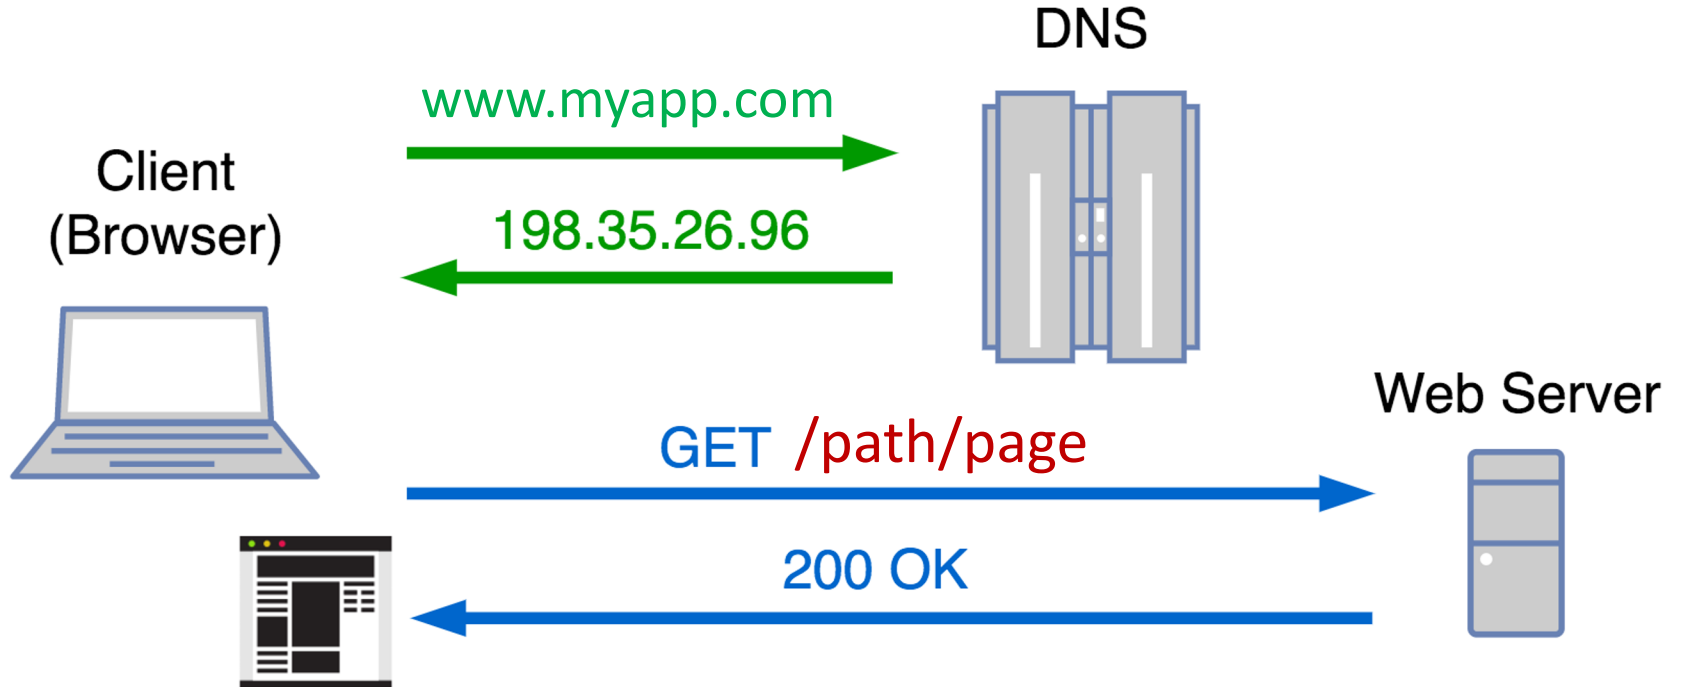 DNS
www.myapp.com
Client
(Browser)
198.35.26.96
Web Server
GET /path/page
200 OK